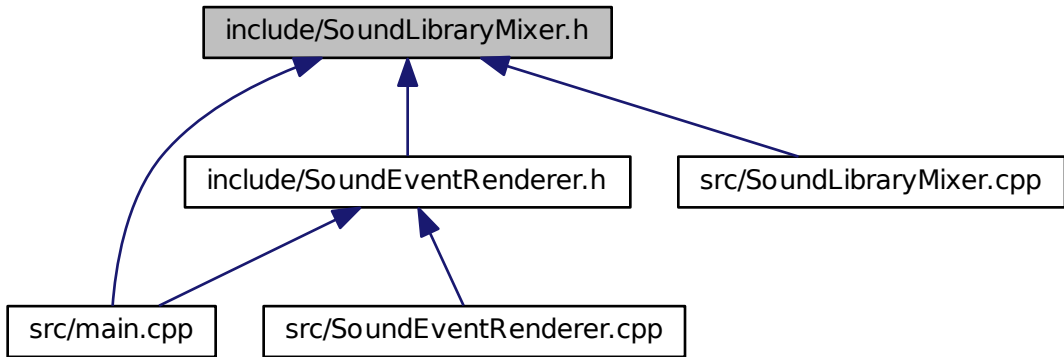 include/SoundLibraryMixer.h
include/SoundEventRenderer.h
src/SoundLibraryMixer.cpp
src/main.cpp
src/SoundEventRenderer.cpp